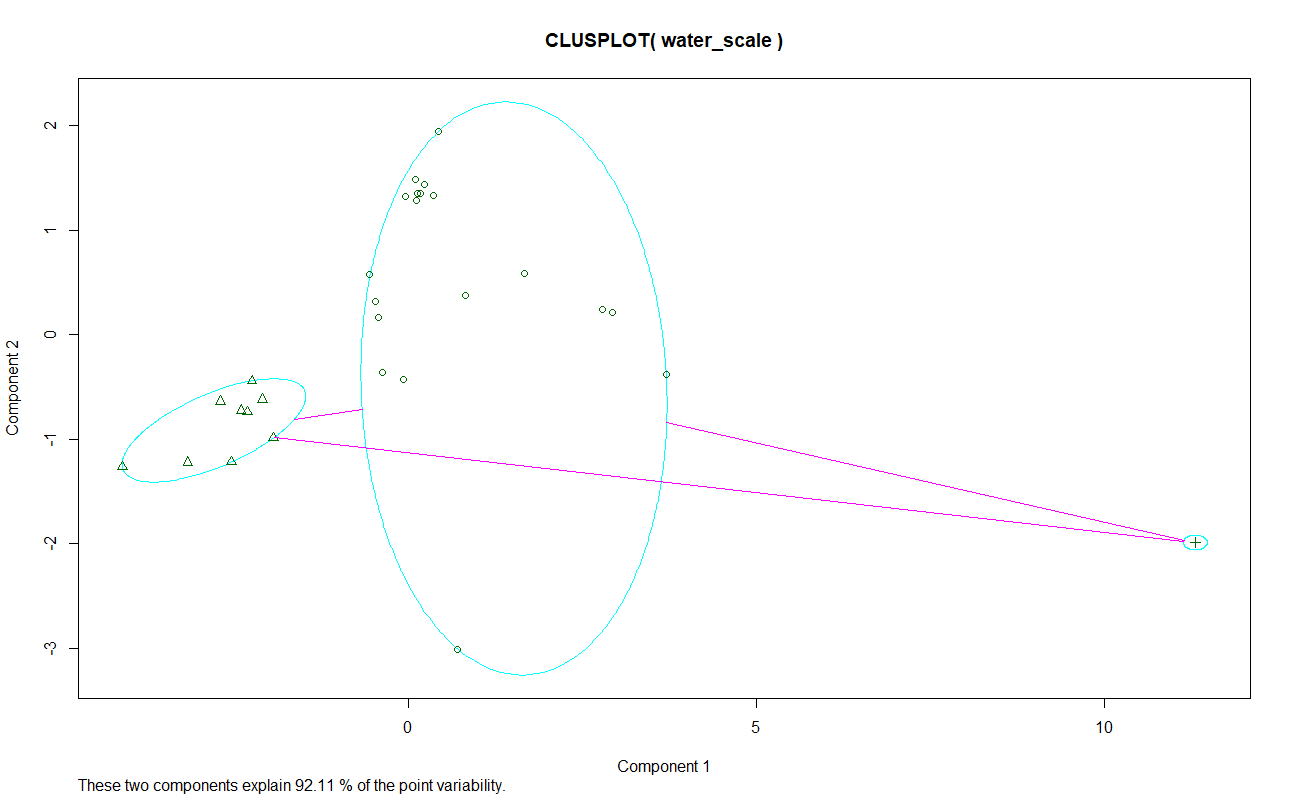 CLUSPLOT( water_scale )
2
1
0
-1
-2
-3
Component 2
0
5
10
Component 1
These two components explain 92.11 % of the point variability.